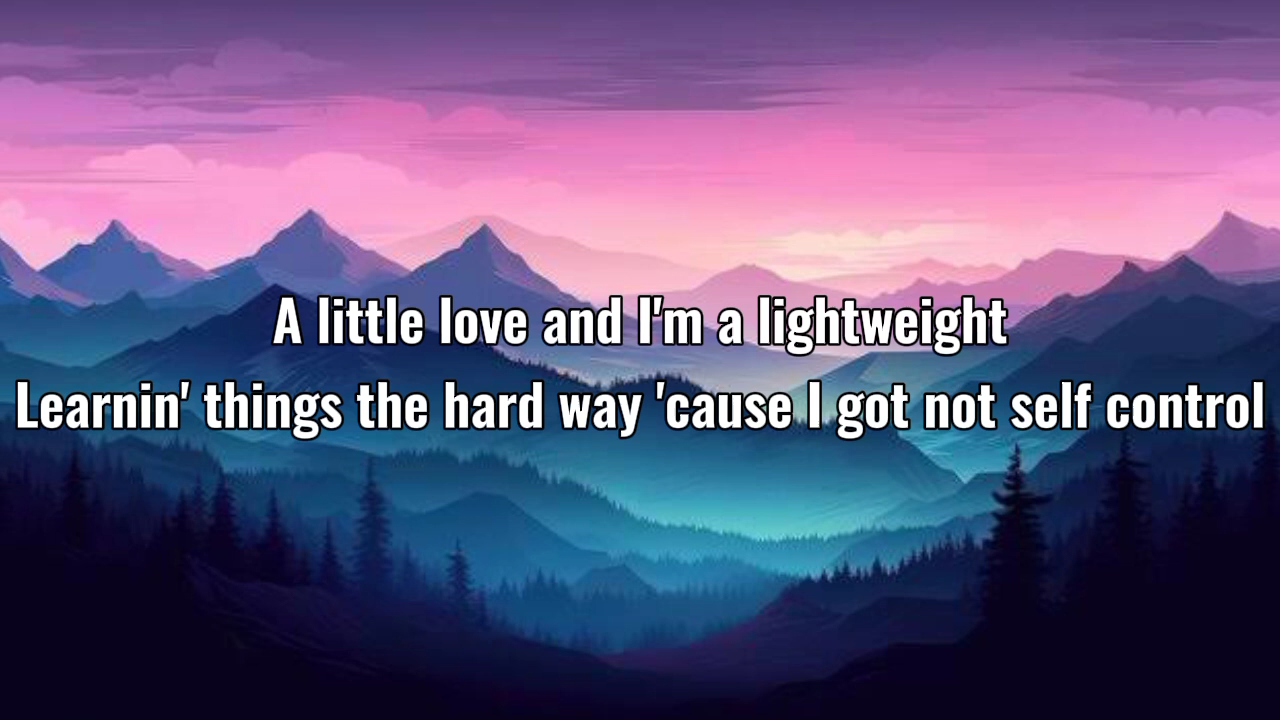 A little love and I'm a lightweight
Learnin' things the hard way 'cause I got not self control